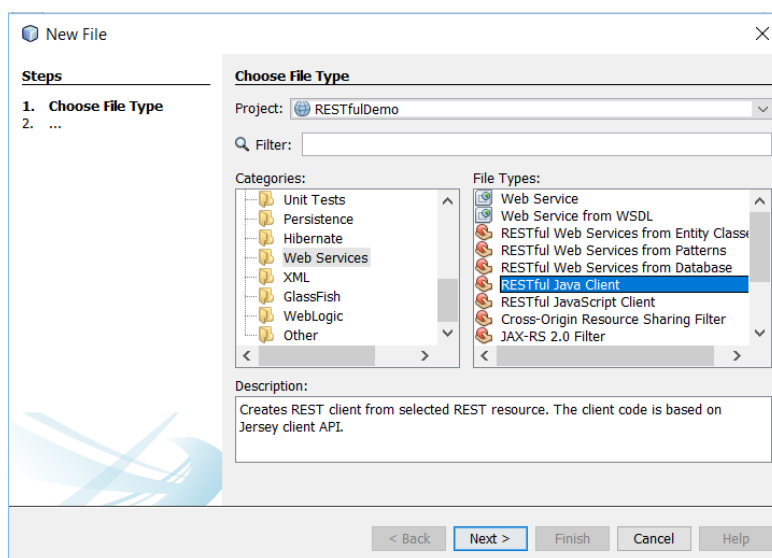 New File
Steps
1. Choose File Type
2. ...
Choose File Type
Project: RESTfulDemo
Filter:
Categories:
Unit Tests
Persistence
Hibernate
Web Services
XML
GlassFish
WebLogic
Other
File Types:
Web Service
Web Service from WSDL
RESTful Web Services from Entity Classe
RESTful Web Services from Patterns
RESTful Web Services from Database
RESTful Java Client
RESTful JavaScript Client
Cross-Origin Resource Sharing Filter
JAX-RS 2.0 Filter
Description:
Creates REST client from selected REST resource. The client code is based on
Jersey client API.
< Back Next > Finish Cancel Help